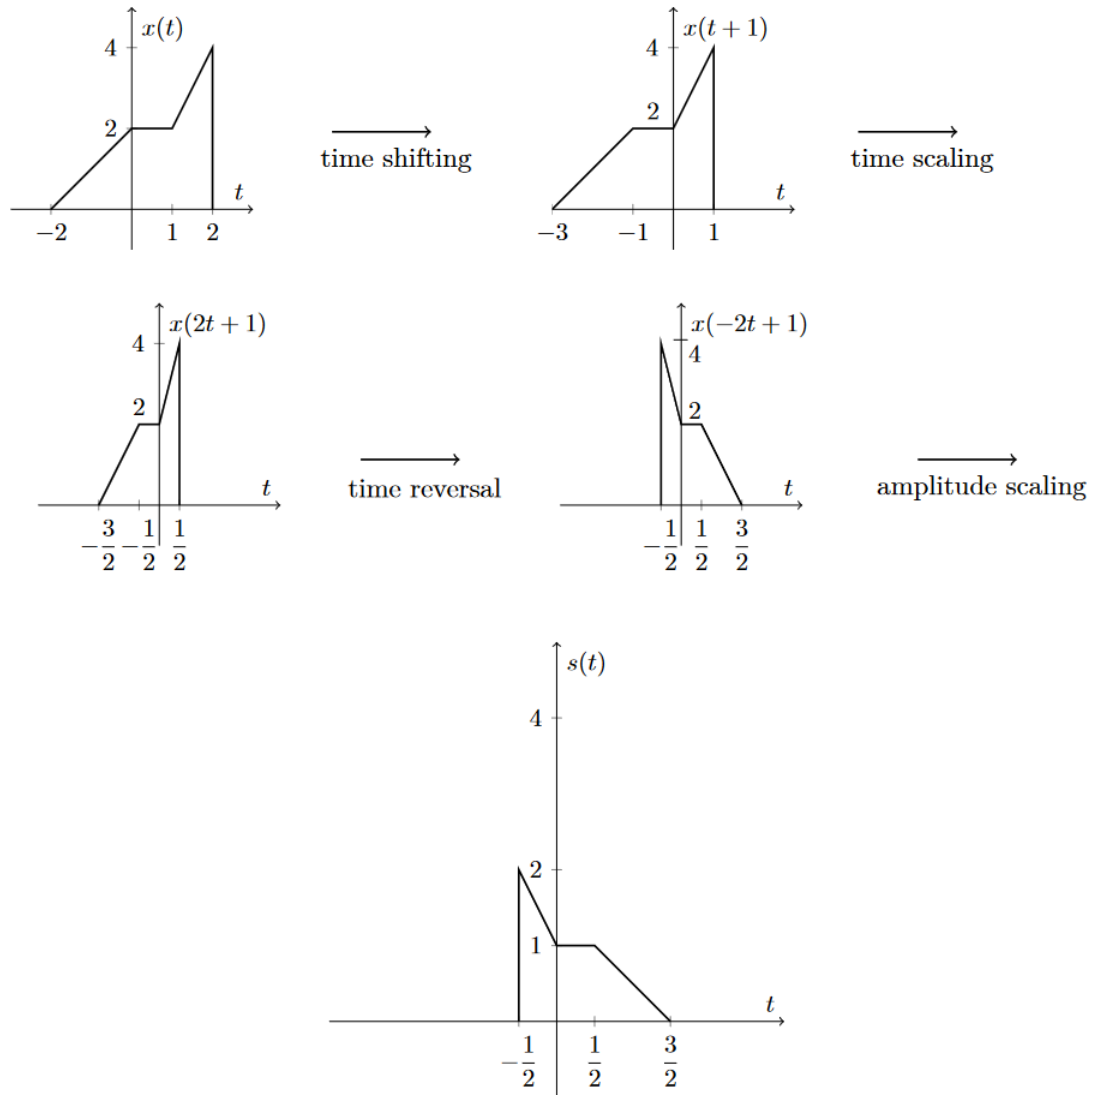 x(t)
4
2
t
−2 1 2
time shifting
x(t + 1)
4
2
t
−3 −1 1
time scaling
x(2t + 1)
4
2
t
−3/2 −1/2 1/2
time reversal
x(−2t + 1)
4
2
t
−1/2 1/2 3/2
amplitude scaling
s(t)
4
2
1
t
−1/2 1/2 3/2